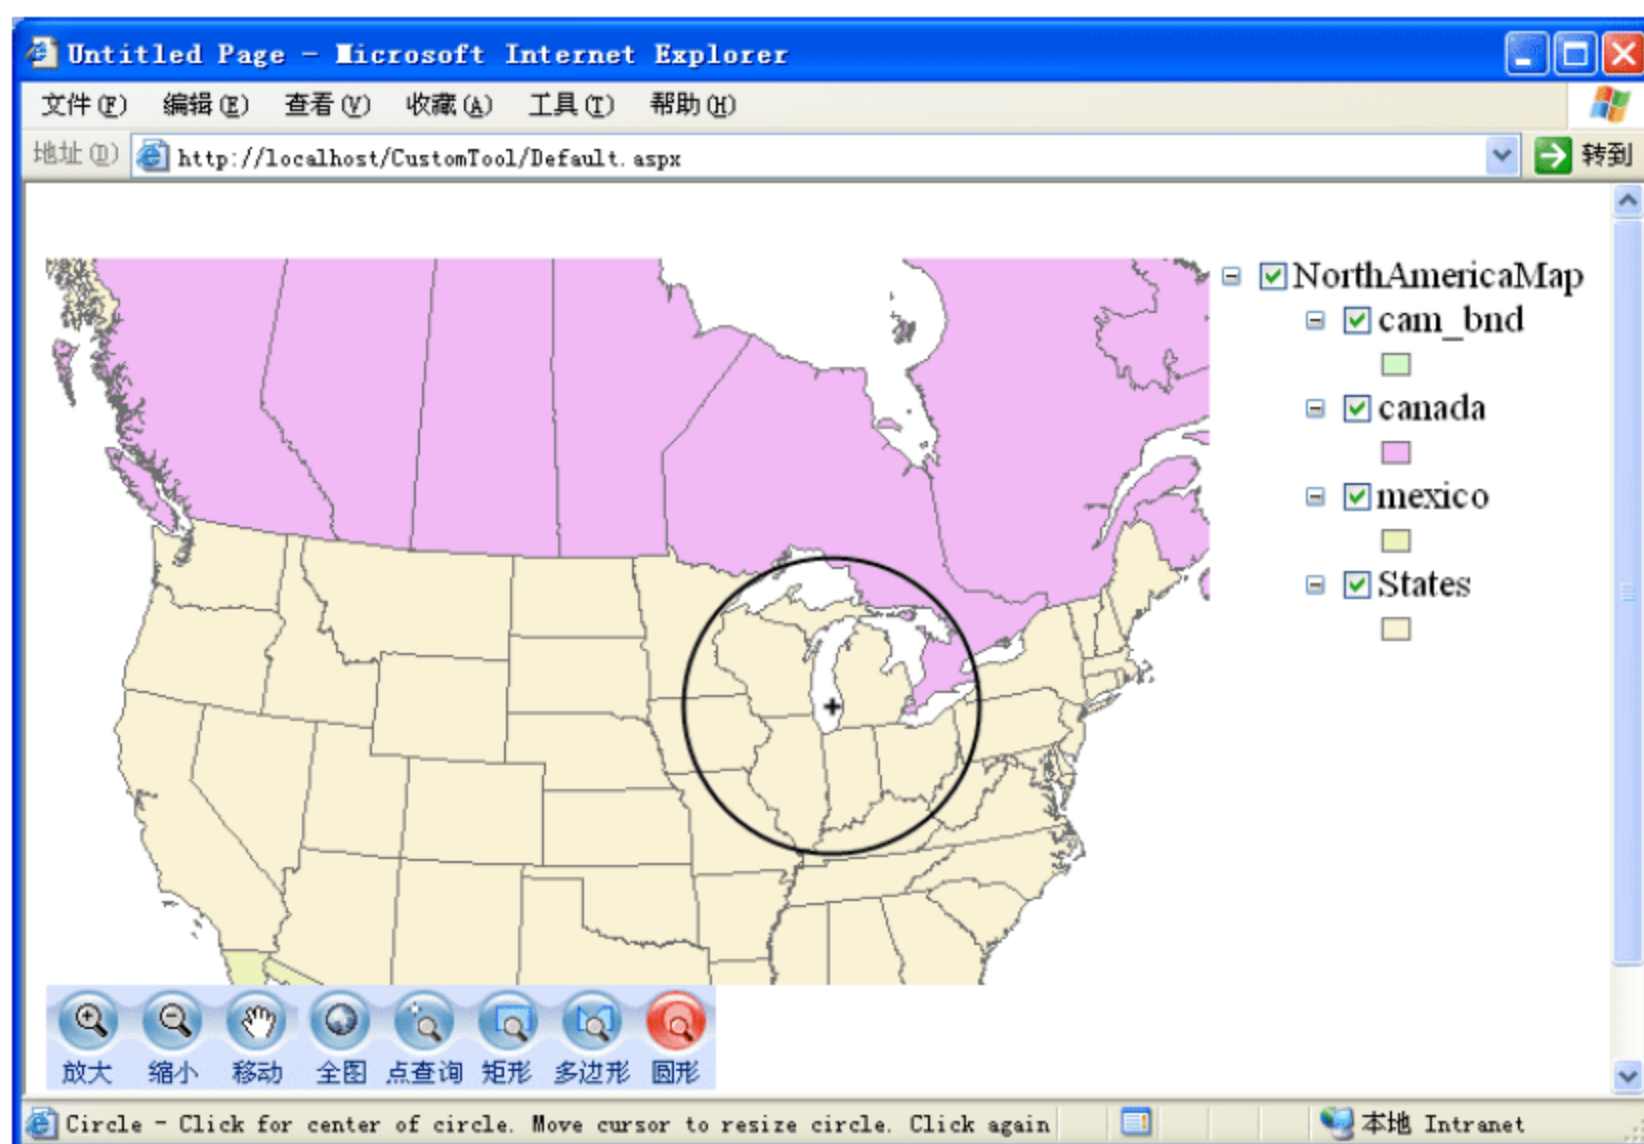 Untitled Page - Microsoft Internet Explorer
文件(F) 编辑(E) 查看(V) 收藏(A) 工具(T) 帮助(H)
地址(D) http://localhost/CustomTool/Default.aspx 转到
NorthAmericaMap
cam_bnd
canada
mexico
States
放大 缩小 移动 全图 点查询 矩形 多边形 圆形
Circle - Click for center of circle. Move cursor to resize circle. Click again 本地 Intranet